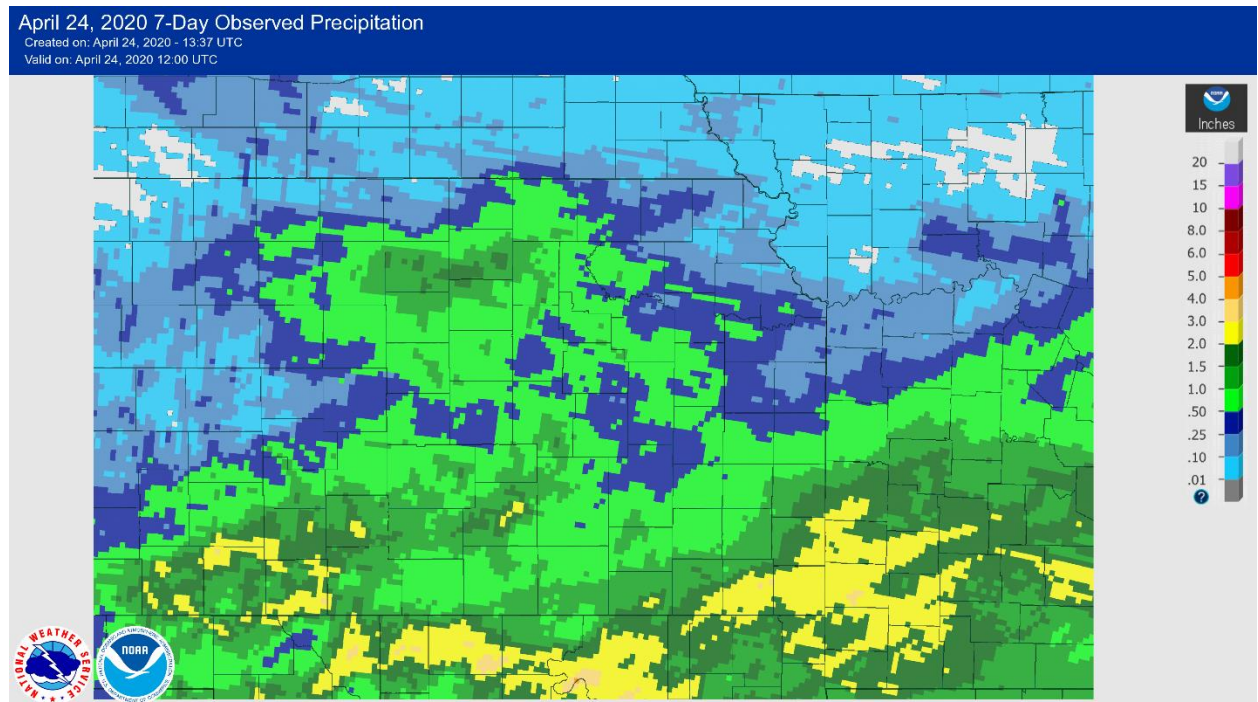 April 24, 2020 7-Day Observed Precipitation
Created on: April 24, 2020 - 13:37 UTC
Valid on: April 24, 2020 12:00 UTC
NOAA
Inches
20
15
10
8.0
6.0
5.0
4.0
3.0
2.0
1.5
1.0
.50
.25
.10
.01
?
NATIONAL WEATHER SERVICE
NOAA